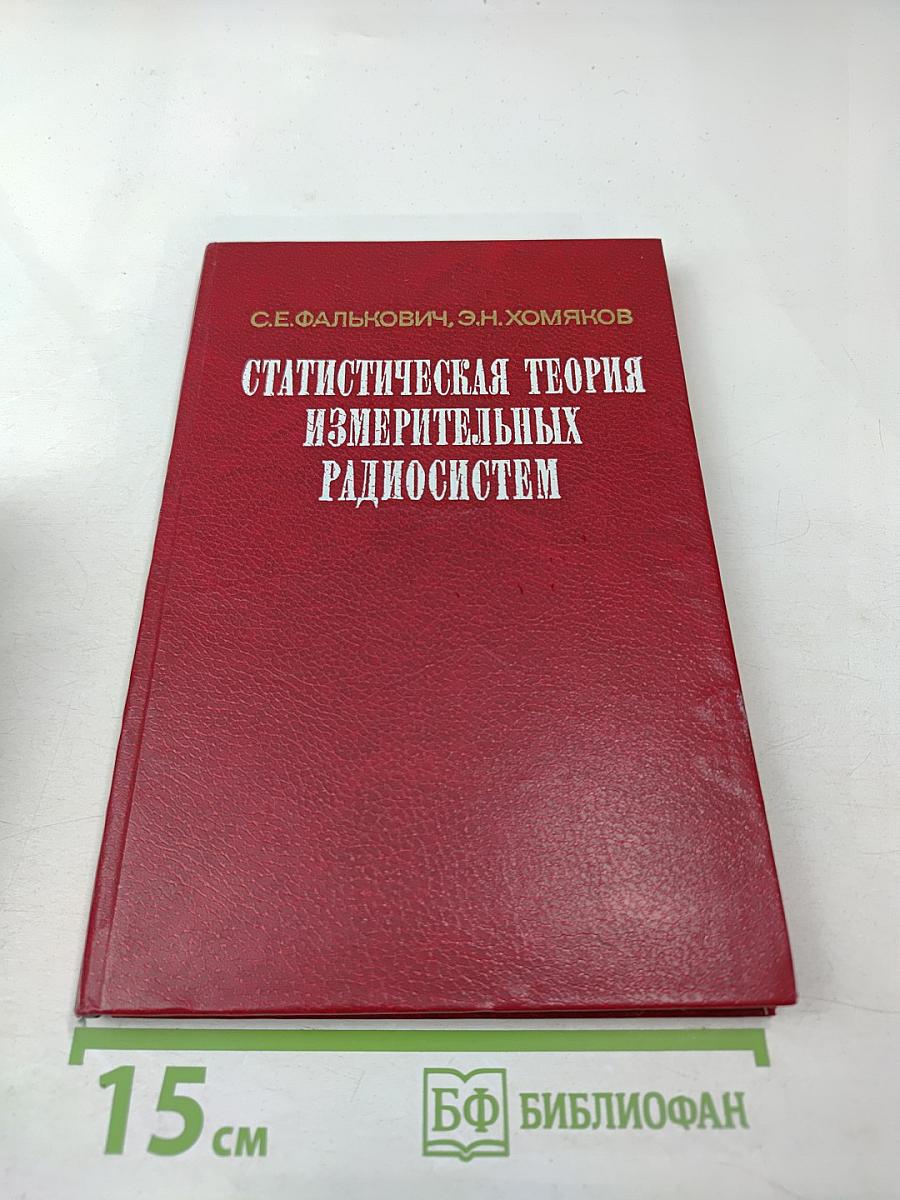 С.Е.ФАЛЬКОВИЧ, Э.Н.ХОМЯКОВ
СТАТИСТИЧЕСКАЯ ТЕОРИЯ
ИЗМЕРИТЕЛЬНЫХ
РАДИОСИСТЕМ
15 см
БФ БИБЛИОФАН